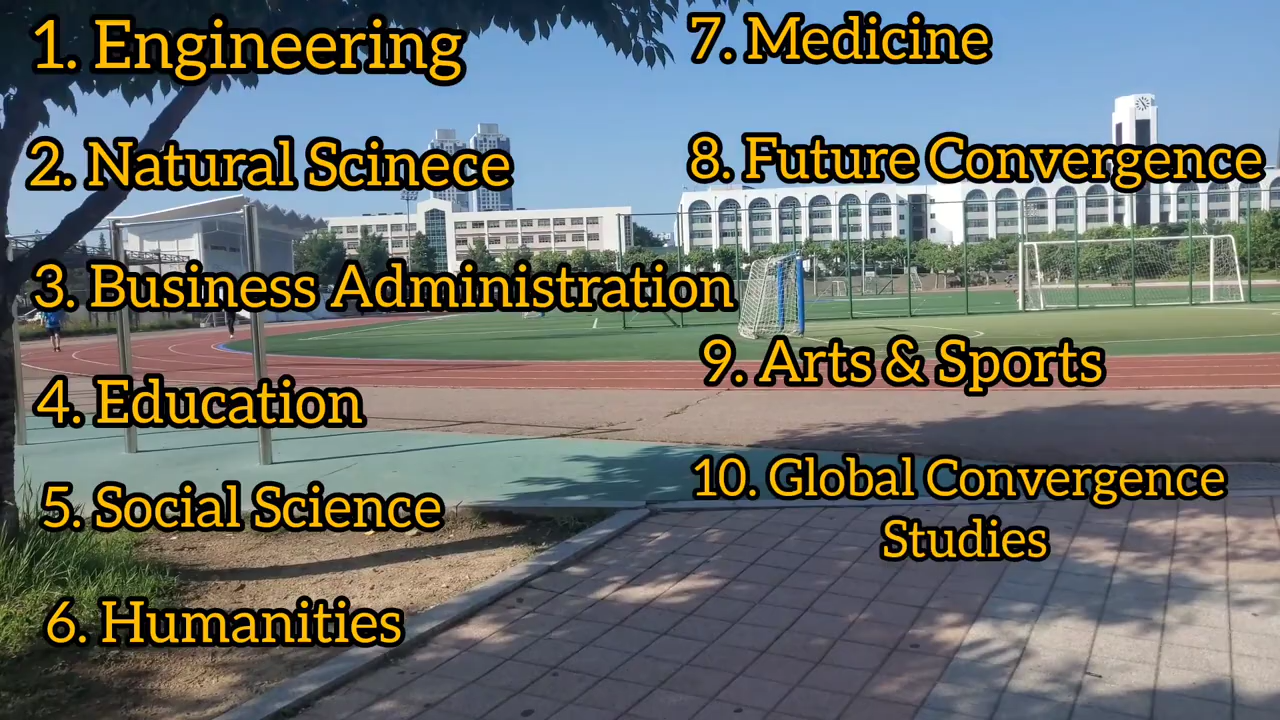 1. Engineering
2. Natural Scinece
3. Business Administration
4. Education
5. Social Science
6. Humanities
7. Medicine
8. Future Convergence
9. Arts & Sports
10. Global Convergence
Studies